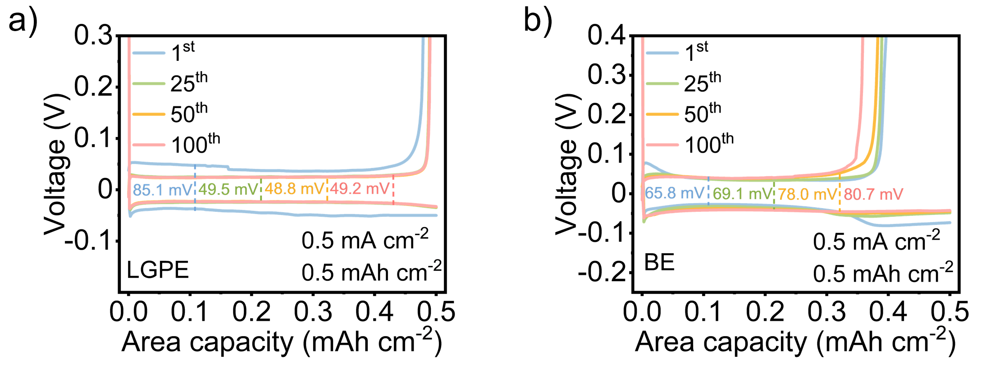 a)
0.3
0.2
0.1
0
-0.1
Voltage (V)
1st
25th
50th
100th
85.1 mV
49.5 mV
48.8 mV
49.2 mV
0.5 mA cm-2
0.5 mAh cm-2
LGPE
0.0 0.1 0.2 0.3 0.4 0.5
Area capacity (mAh cm-2)
b)
0.4
0.3
0.2
0.1
0
-0.1
-0.2
Voltage (V)
1st
25th
50th
100th
65.8 mV
69.1 mV
78.0 mV
80.7 mV
0.5 mA cm-2
0.5 mAh cm-2
BE
0.0 0.1 0.2 0.3 0.4 0.5
Area capacity (mAh cm-2)